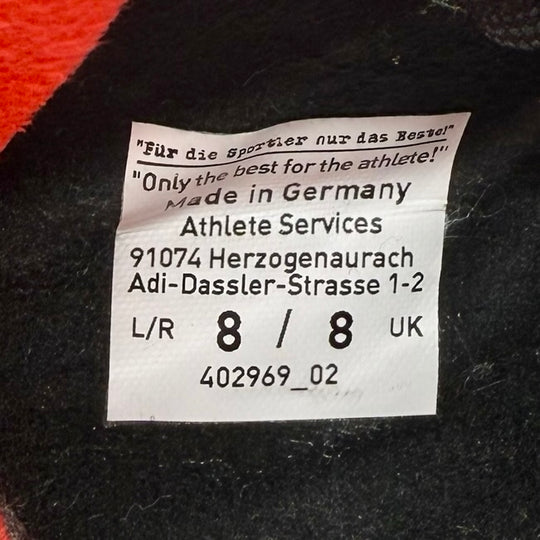 "Für die Sportler nur das Beste!"
"Only the best for the athlete!"
Made in Germany
Athlete Services
91074 Herzogenaurach
Adi-Dassler-Strasse 1-2
L/R 8 / 8 UK
402969_02